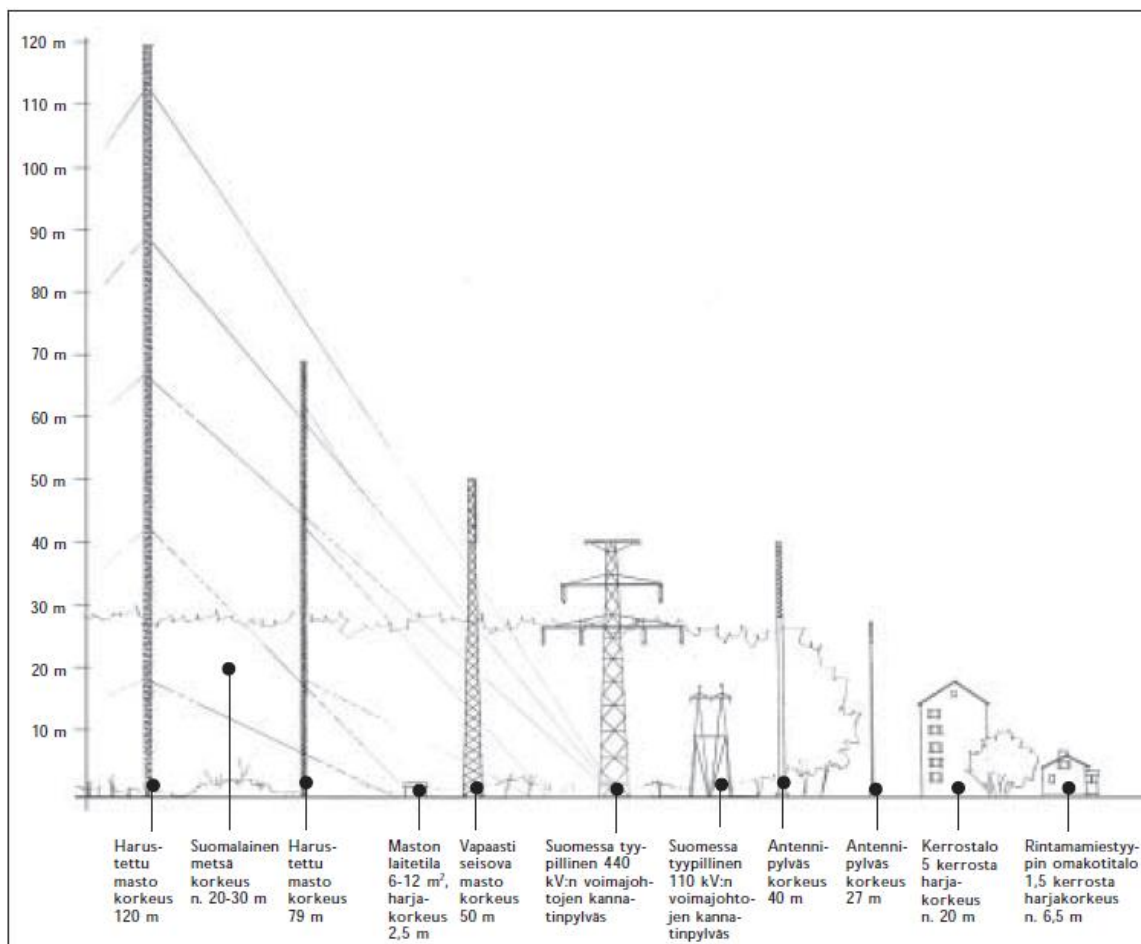 120 m
110 m
100 m
90 m
80 m
70 m
60 m
50 m
40 m
30 m
20 m
10 m
Harus-
tettu
masto
korkeus
120 m
Suomalainen
metsä
korkeus
n. 20-30 m
Harus-
tettu
masto
korkeus
79 m
Maston
laitetila
6-12 m²,
harja-
korkeus
2,5 m
Vapaasti
seisova
masto
korkeus
50 m
Suomessa tyy-
pillinen 440
kV:n voimajoh-
tojen kanna-
tinpylväs
Suomessa
tyypillinen
110 kV:n
voimajohto-
jen kanna-
tinpylväs
Antenni-
pylväs
korkeus
40 m
Antenni-
pylväs
korkeus
27 m
Kerrostalo
5 kerrosta
harja-
korkeus
n. 20 m
Rintamamiestyy-
pin omakotitalo
1,5 kerrosta
harjakorkeus
n. 6,5 m